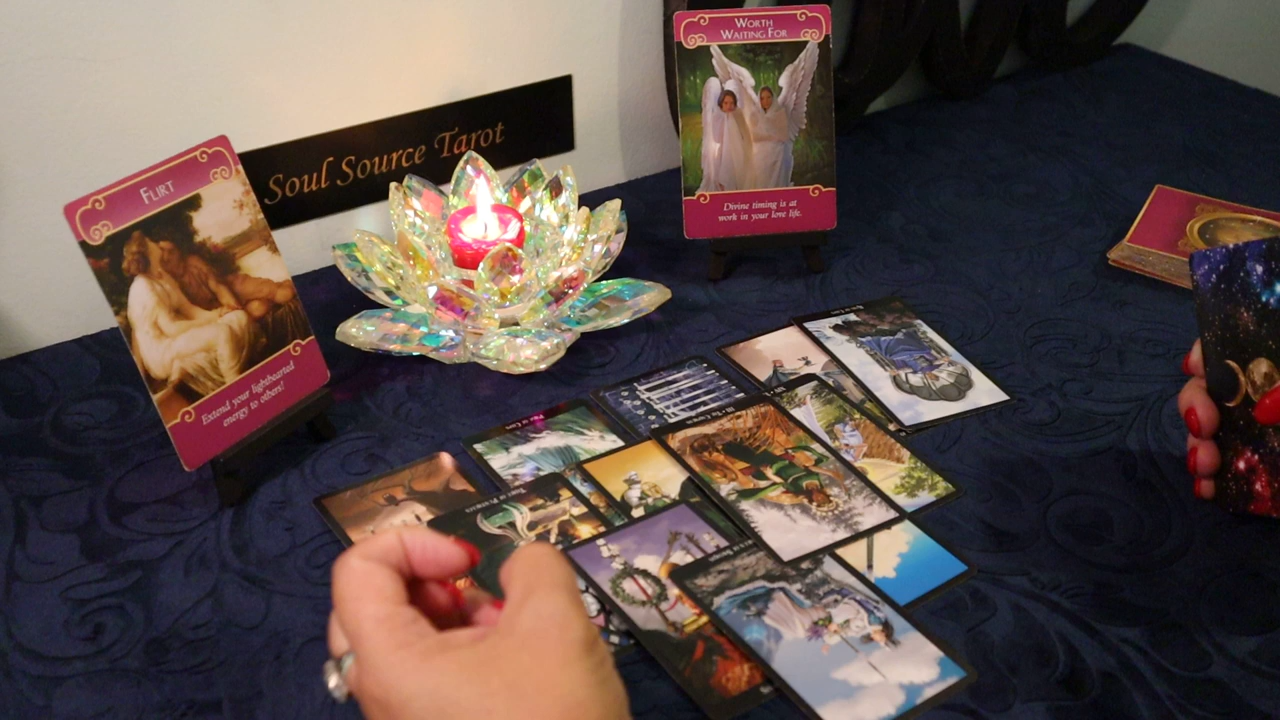 Worth
Waiting For
Flirt
Soul Source Tarot
Divine timing is at
work in your love life.
Extend your lighthearted
energy to others!